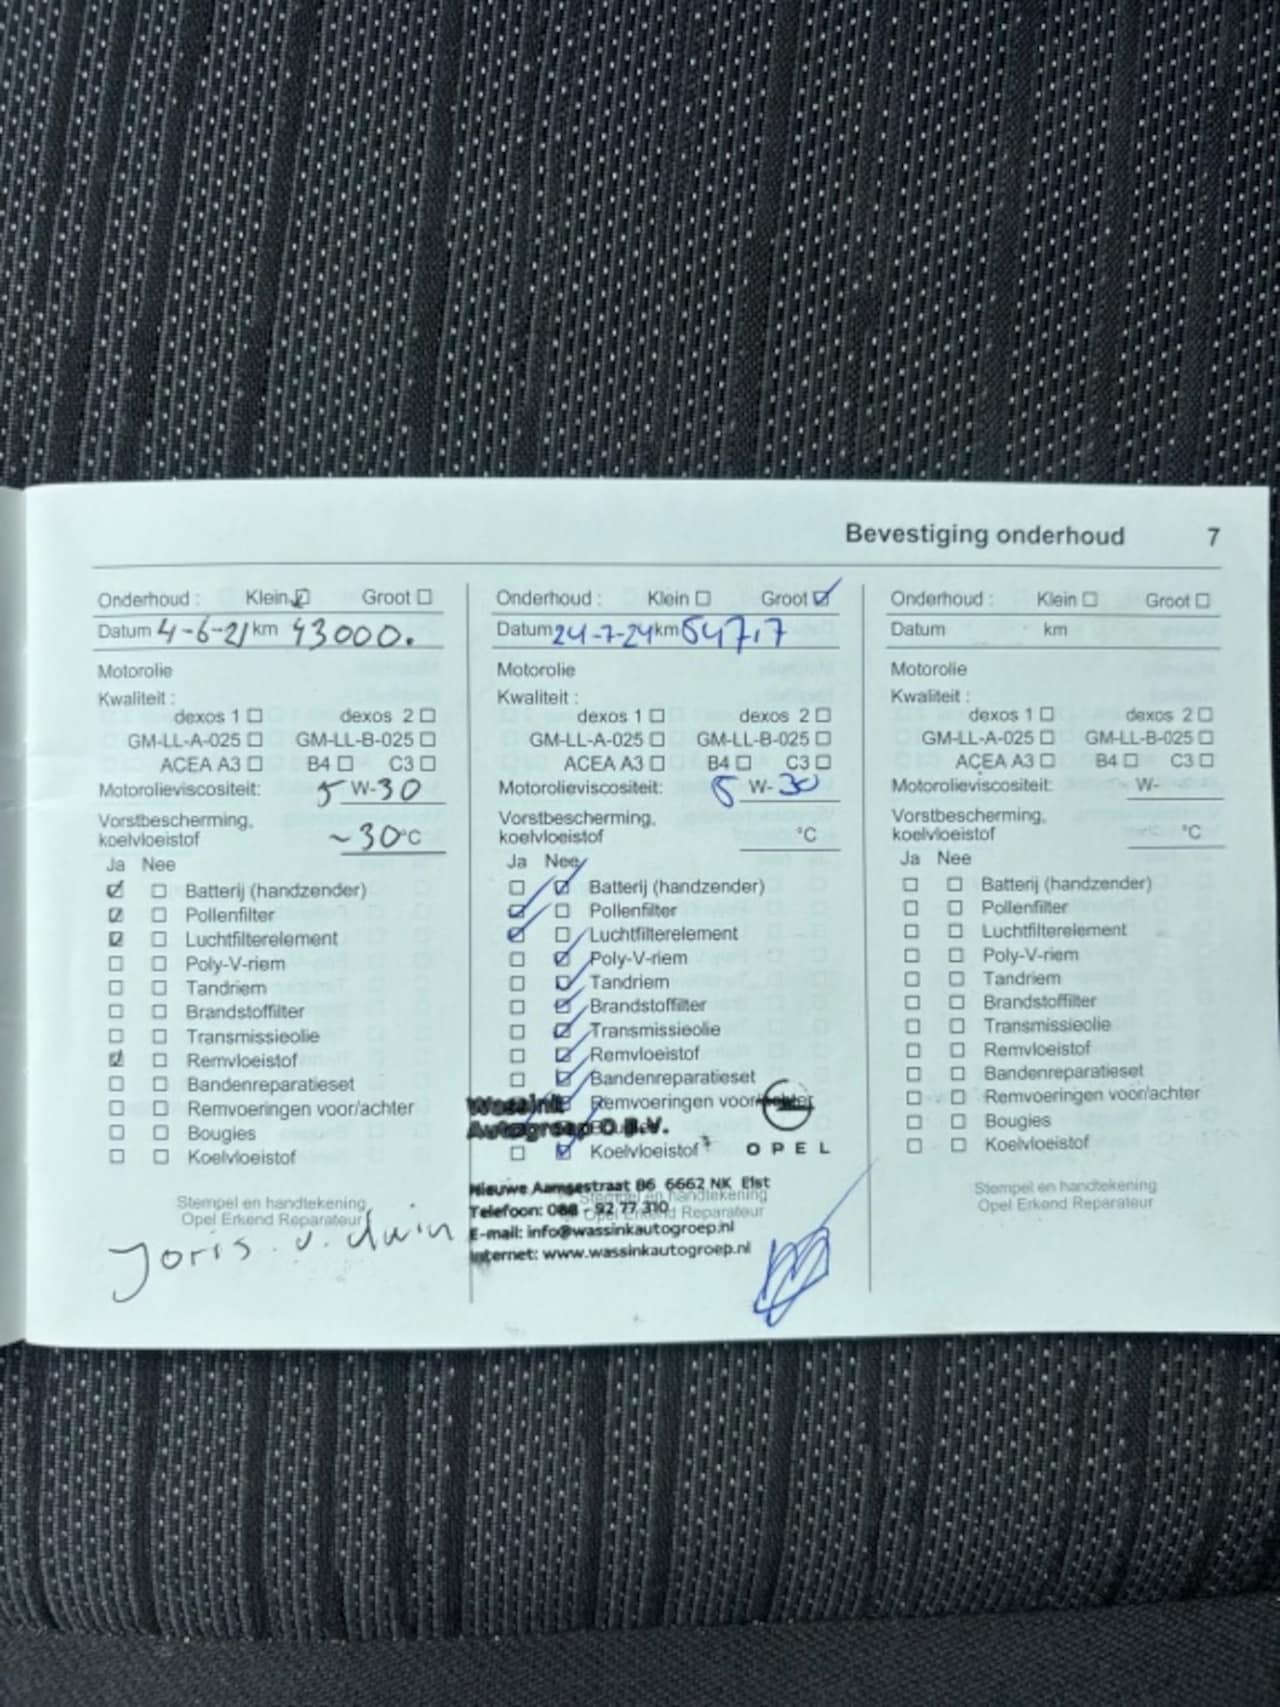 Bevestiging onderhoud 7
Onderhoud : Klein Groot
Datum 4-6-21 km 43000.
Motorolie
Kwaliteit :
dexos 1 dexos 2
GM-LL-A-025 GM-LL-B-025
ACEA A3 B4 C3
Motorolieviscositeit: 5 W-30
Vorstbescherming,
koelvloeistof ~30°C
Ja Nee
Batterij (handzender)
Pollenfilter
Luchtfilterelement
Poly-V-riem
Tandriem
Brandstoffilter
Transmissieolie
Remvloeistof
Bandenreparatieset
Remvoeringen voor/achter
Bougies
Koelvloeistof
Stempel en handtekening
Opel Erkend Reparateur
Joris v. duin
Onderhoud : Klein Groot
Datum 24-7-24 km 54717
Motorolie
Kwaliteit :
dexos 1 dexos 2
GM-LL-A-025 GM-LL-B-025
ACEA A3 B4 C3
Motorolieviscositeit: 5 W-30
Vorstbescherming,
koelvloeistof °C
Ja Nee
Batterij (handzender)
Pollenfilter
Luchtfilterelement
Poly-V-riem
Tandriem
Brandstoffilter
Transmissieolie
Remvloeistof
Bandenreparatieset
Remvoeringen voor/achter
Koelvloeistof
Wassink
Autogroep O B.V.
OPEL
Nieuwe Aamsestraat 86 6662 NK Elst
Stempel en handtekening
Telefoon: 088 - 92 77 310
Opel Erkend Reparateur
E-mail: info@wassinkautogroep.nl
Internet: www.wassinkautogroep.nl
Onderhoud : Klein Groot
Datum km
Motorolie
Kwaliteit :
dexos 1 dexos 2
GM-LL-A-025 GM-LL-B-025
ACEA A3 B4 C3
Motorolieviscositeit: W-
Vorstbescherming,
koelvloeistof °C
Ja Nee
Batterij (handzender)
Pollenfilter
Luchtfilterelement
Poly-V-riem
Tandriem
Brandstoffilter
Transmissieolie
Remvloeistof
Bandenreparatieset
Remvoeringen voor/achter
Bougies
Koelvloeistof
Stempel en handtekening
Opel Erkend Reparateur